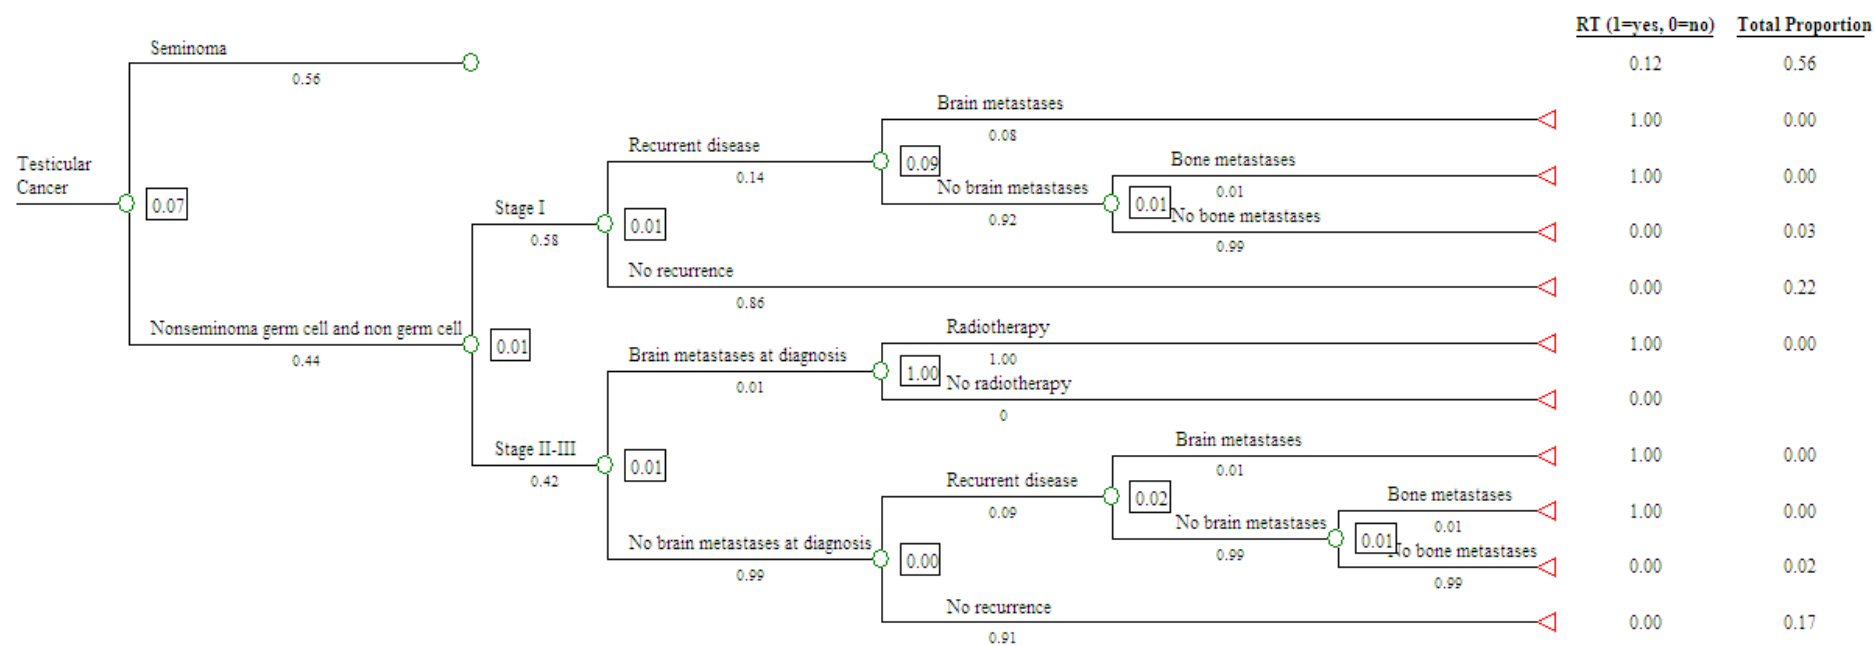 RT (1=yes, 0=no) Total Proportion
Seminoma
0.56
0.12 0.56
Brain metastases
0.08
1.00 0.00
Recurrent disease
0.14
0.09
Bone metastases
0.01
1.00 0.00
No brain metastases
0.92
0.01
No bone metastases
0.99
0.00 0.03
Testicular
Cancer
0.07
Stage I
0.58
0.01
No recurrence
0.86
0.00 0.22
Nonseminoma germ cell and non germ cell
0.44
0.01
Radiotherapy
1.00
1.00 0.00
Brain metastases at diagnosis
0.01
1.00
No radiotherapy
0
0.00
Stage II-III
0.42
0.01
Brain metastases
0.01
1.00 0.00
Recurrent disease
0.09
0.02
Bone metastases
0.01
1.00 0.00
No brain metastases
0.99
0.01
No bone metastases
0.99
0.00 0.02
No brain metastases at diagnosis
0.99
0.00
No recurrence
0.91
0.00 0.17